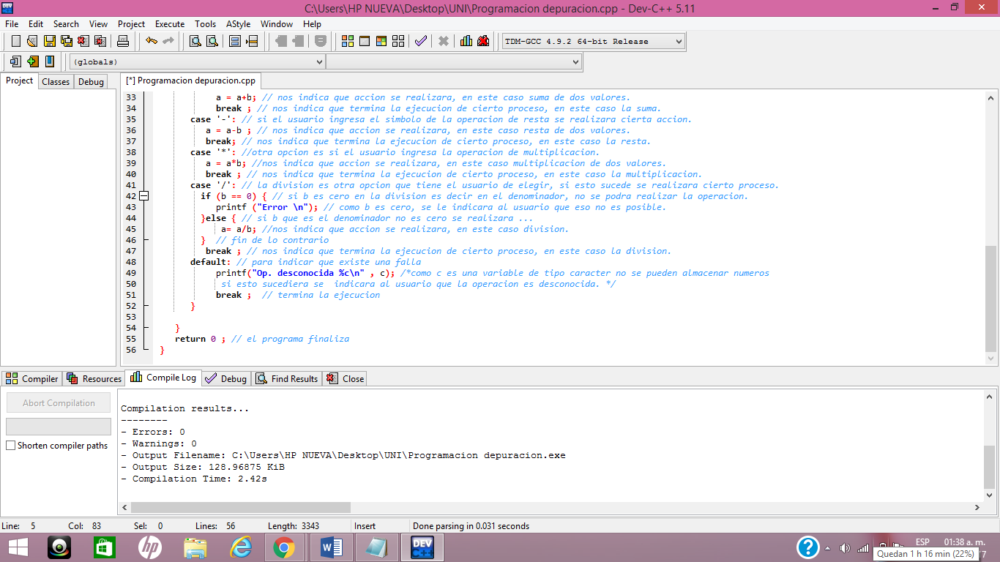 C:\Users\HP NUEVA\Desktop\UNI\Programacion depuracion.cpp - Dev-C++ 5.11
File Edit Search View Project Execute Tools AStyle Window Help
TDM-GCC 4.9.2 64-bit Release
(globals)
Project Classes Debug
[*] Programacion depuracion.cpp
33 a = a+b; // nos indica que accion se realizara, en este caso suma de dos valores.
34 break ; // nos indica que termina la ejecucion de cierto proceso, en este caso la suma.
35 case '-': // si el usuario ingresa el simbolo de la operacion de resta se realizara cierta accion.
36 a = a-b ; // nos indica que accion se realizara, en este caso resta de dos valores.
37 break; // nos indica que termina la ejecucion de cierto proceso, en este caso la resta.
38 case '*': //otra opcion es si el usuario ingresa la operacion de multiplicacion.
39 a = a*b; //nos indica que accion se realizara, en este caso multiplicacion de dos valores.
40 break ; // nos indica que termina la ejecucion de cierto proceso, en este caso la multiplicacion.
41 case '/': // la division es otra opcion que tiene el usuario de elegir, si esto sucede se realizara cierto proceso.
42 if (b == 0) { // si b es cero en la division es decir en el denominador, no se podra realizar la operacion.
43 printf ("Error \n"); // como b es cero, se le indicara al usuario que eso no es posible.
44 }else { // si b que es el denominador no es cero se realizara ...
45 a= a/b; //nos indica que accion se realizara, en este caso division.
46 } // fin de lo contrario
47 break ; // nos indica que termina la ejecucion de cierto proceso, en este caso la division.
48 default: // para indicar que existe una falla
49 printf("Op. desconocida %c\n" , c); /*como c es una variable de tipo caracter no se pueden almacenar numeros
50 si esto sucediera se indicara al usuario que la operacion es desconocida. */
51 break ; // termina la ejecucion
52 }
53
54 }
55 return 0 ; // el programa finaliza
56 }
Compiler Resources Compile Log Debug Find Results Close
Abort Compilation
Shorten compiler paths
Compilation results...
--------
- Errors: 0
- Warnings: 0
- Output Filename: C:\Users\HP NUEVA\Desktop\UNI\Programacion depuracion.exe
- Output Size: 128.96875 KiB
- Compilation Time: 2.42s
Line: 5 Col: 83 Sel: 0 Lines: 56 Length: 3343 Insert Done parsing in 0.031 seconds
hp
DEV C++
ESP 01:38 a. m.
Quedan 1 h 16 min (22%)